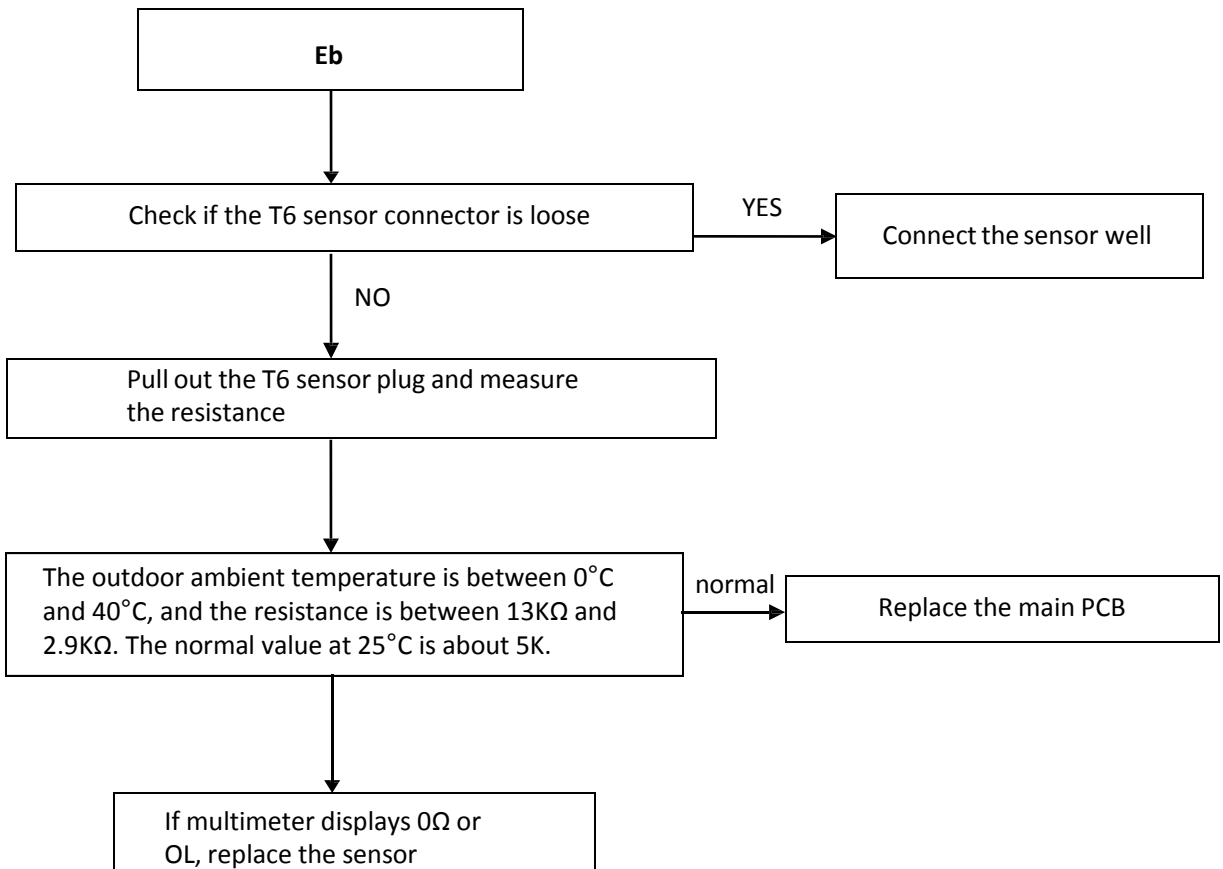 Eb
Check if the T6 sensor connector is loose
YES
Connect the sensor well
NO
Pull out the T6 sensor plug and measure
the resistance
The outdoor ambient temperature is between 0°C
and 40°C, and the resistance is between 13KΩ and
2.9KΩ. The normal value at 25°C is about 5K.
normal
Replace the main PCB
If multimeter displays 0Ω or
OL, replace the sensor